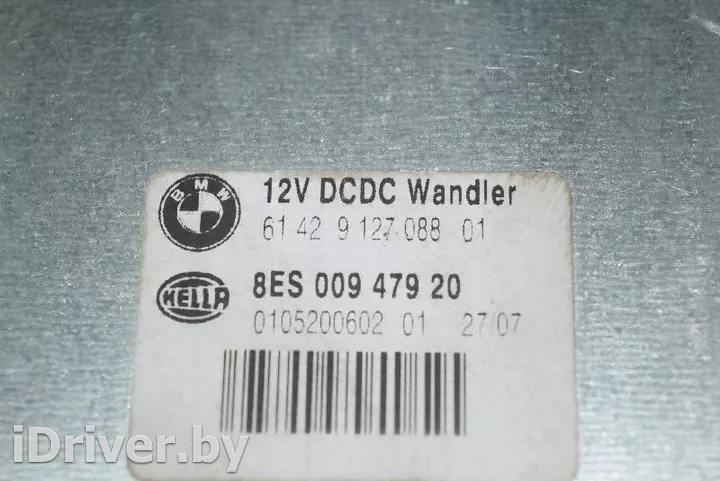 BMW
12V DCDC Wandler
61 42 9 127 088 01
HELLA
8ES 009 479 20
0105200602 01 27/07
iDriver.by